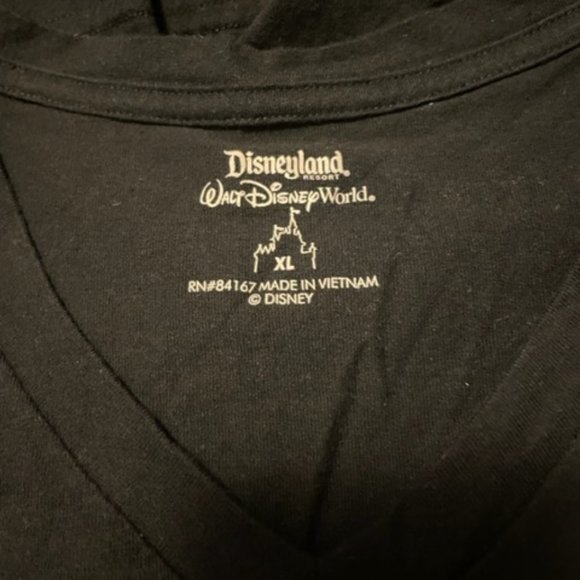 Disneyland®
RESORT
WALT DISNEY World®
XL
RN#84167 MADE IN VIETNAM
© DISNEY